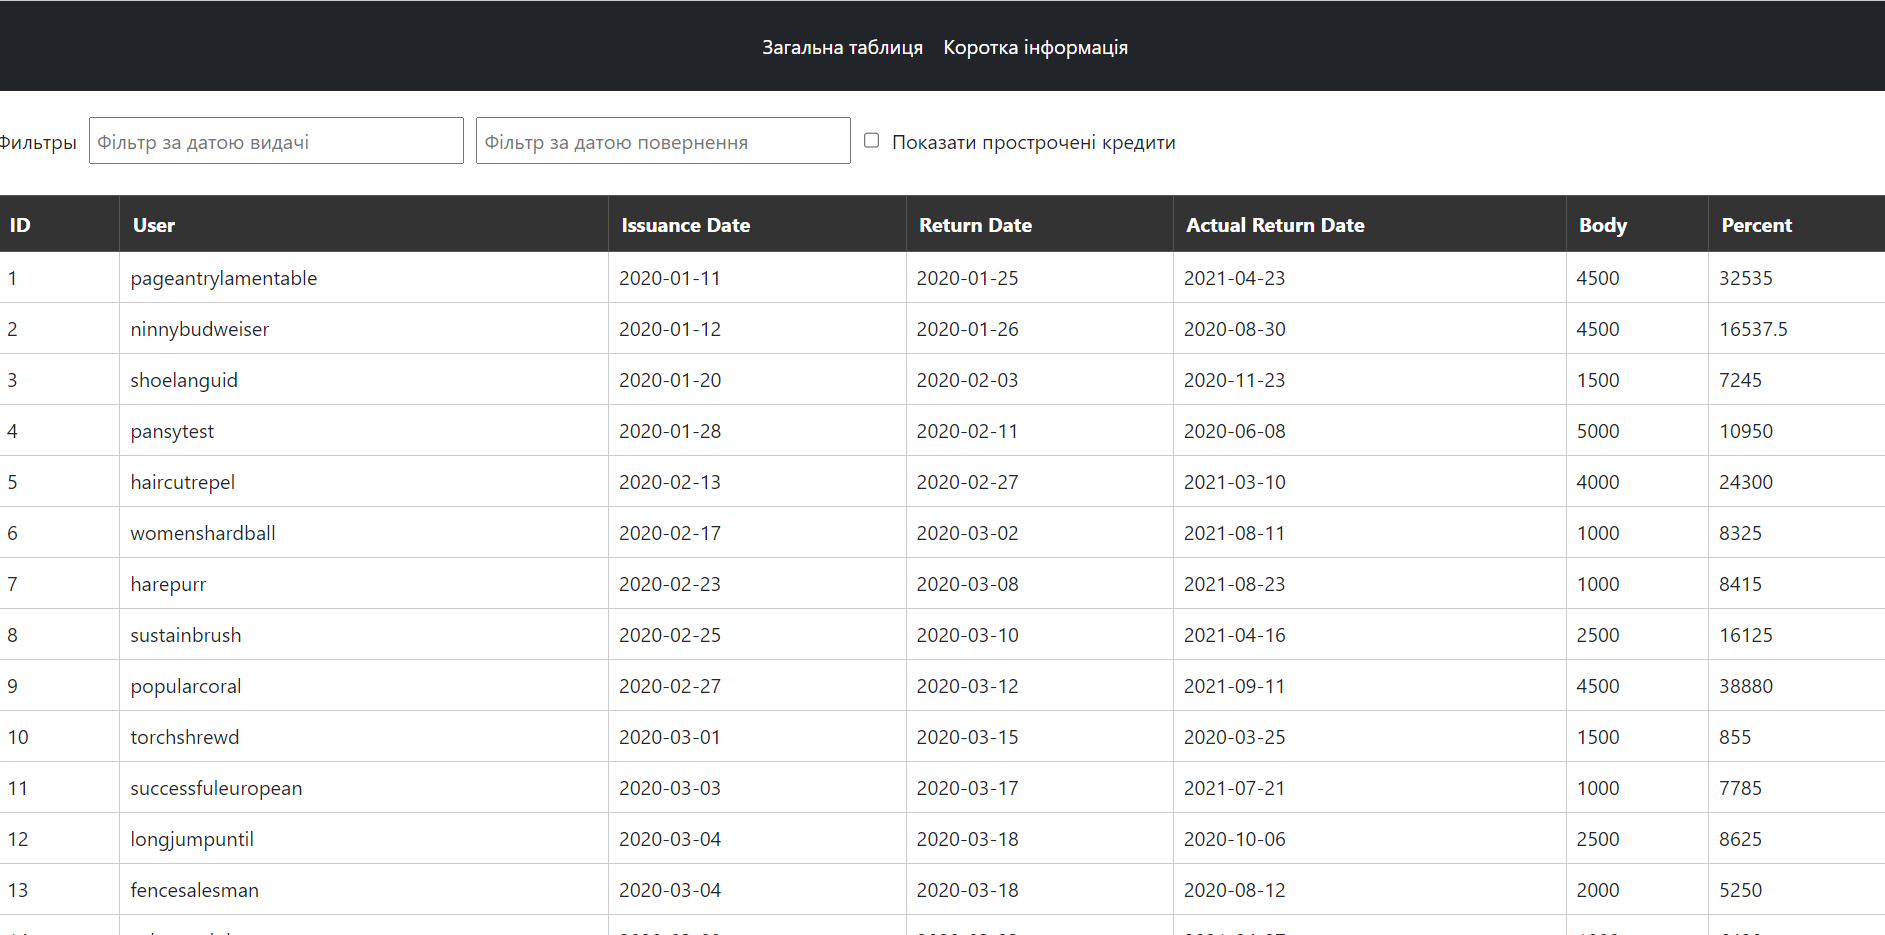 Загальна таблиця Коротка інформація
Фильтры Фільтр за датою видачі Фільтр за датою повернення Показати прострочені кредити
ID User Issuance Date Return Date Actual Return Date Body Percent
1 pageantrylamentable 2020-01-11 2020-01-25 2021-04-23 4500 32535
2 ninnybudweiser 2020-01-12 2020-01-26 2020-08-30 4500 16537.5
3 shoelanguid 2020-01-20 2020-02-03 2020-11-23 1500 7245
4 pansytest 2020-01-28 2020-02-11 2020-06-08 5000 10950
5 haircutrepel 2020-02-13 2020-02-27 2021-03-10 4000 24300
6 womenshardball 2020-02-17 2020-03-02 2021-08-11 1000 8325
7 harepurr 2020-02-23 2020-03-08 2021-08-23 1000 8415
8 sustainbrush 2020-02-25 2020-03-10 2021-04-16 2500 16125
9 popularcoral 2020-02-27 2020-03-12 2021-09-11 4500 38880
10 torchshrewd 2020-03-01 2020-03-15 2020-03-25 1500 855
11 successfuleuropean 2020-03-03 2020-03-17 2021-07-21 1000 7785
12 longjumpuntil 2020-03-04 2020-03-18 2020-10-06 2500 8625
13 fencesalesman 2020-03-04 2020-03-18 2020-08-12 2000 5250